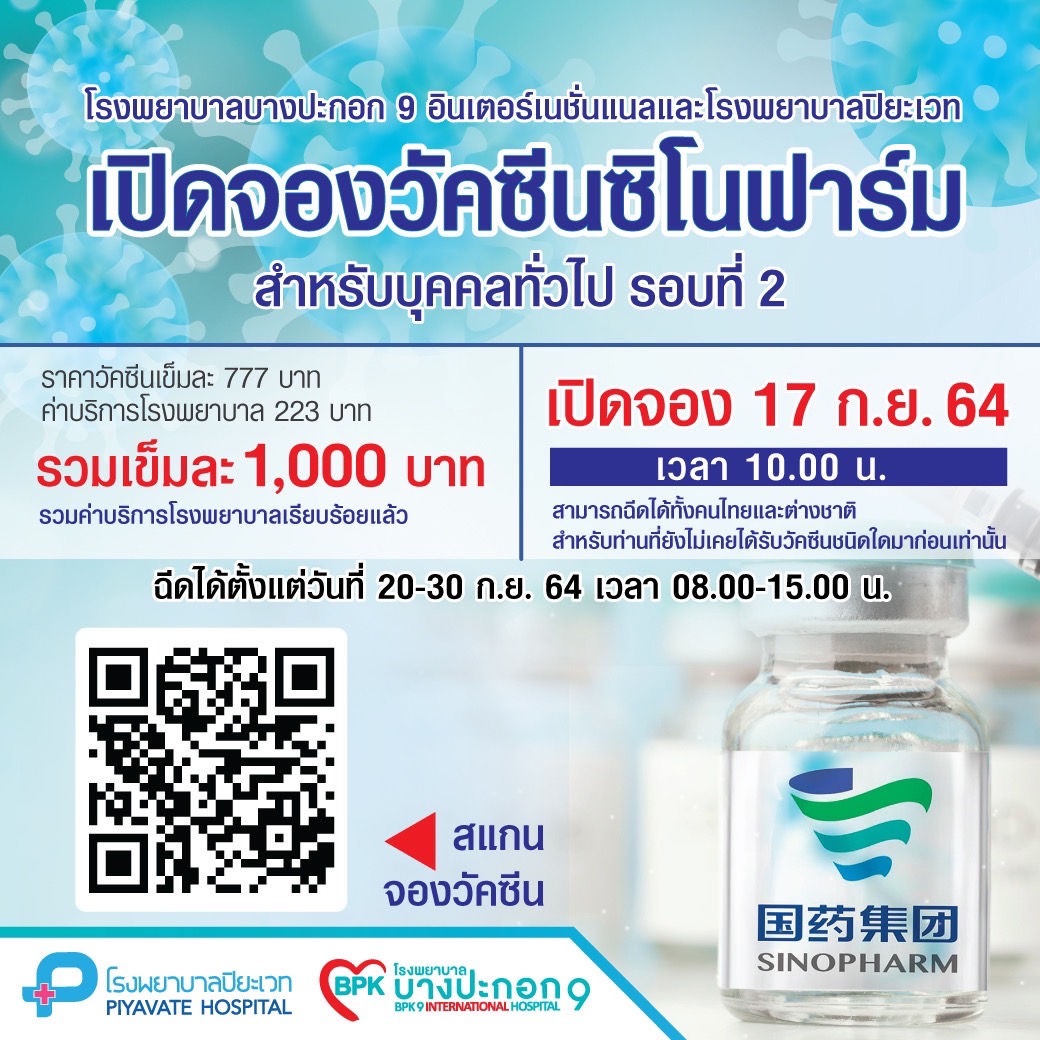 โรงพยาบาลบางปะกอก 9 อินเตอร์เนชั่นแนลและโรงพยาบาลปิยะเวท
เปิดจองวัคซีนซิโนฟาร์ม
สำหรับบุคคลทั่วไป รอบที่ 2
ราคาวัคซีนเข็มละ 777 บาท
ค่าบริการโรงพยาบาล 223 บาท
รวมเข็มละ 1,000 บาท
รวมค่าบริการโรงพยาบาลเรียบร้อยแล้ว
เปิดจอง 17 ก.ย. 64
เวลา 10.00 น.
สามารถฉีดได้ทั้งคนไทยและต่างชาติ
สำหรับท่านที่ยังไม่เคยได้รับวัคซีนชนิดใดมาก่อนเท่านั้น
ฉีดได้ตั้งแต่วันที่ 20-30 ก.ย. 64 เวลา 08.00-15.00 น.
สแกน
จองวัคซีน
国药集团
SINOPHARM
โรงพยาบาลปิยะเวท
PIYAVATE HOSPITAL
BPK
โรงพยาบาล
บางปะกอก 9
BPK 9 INTERNATIONAL HOSPITAL